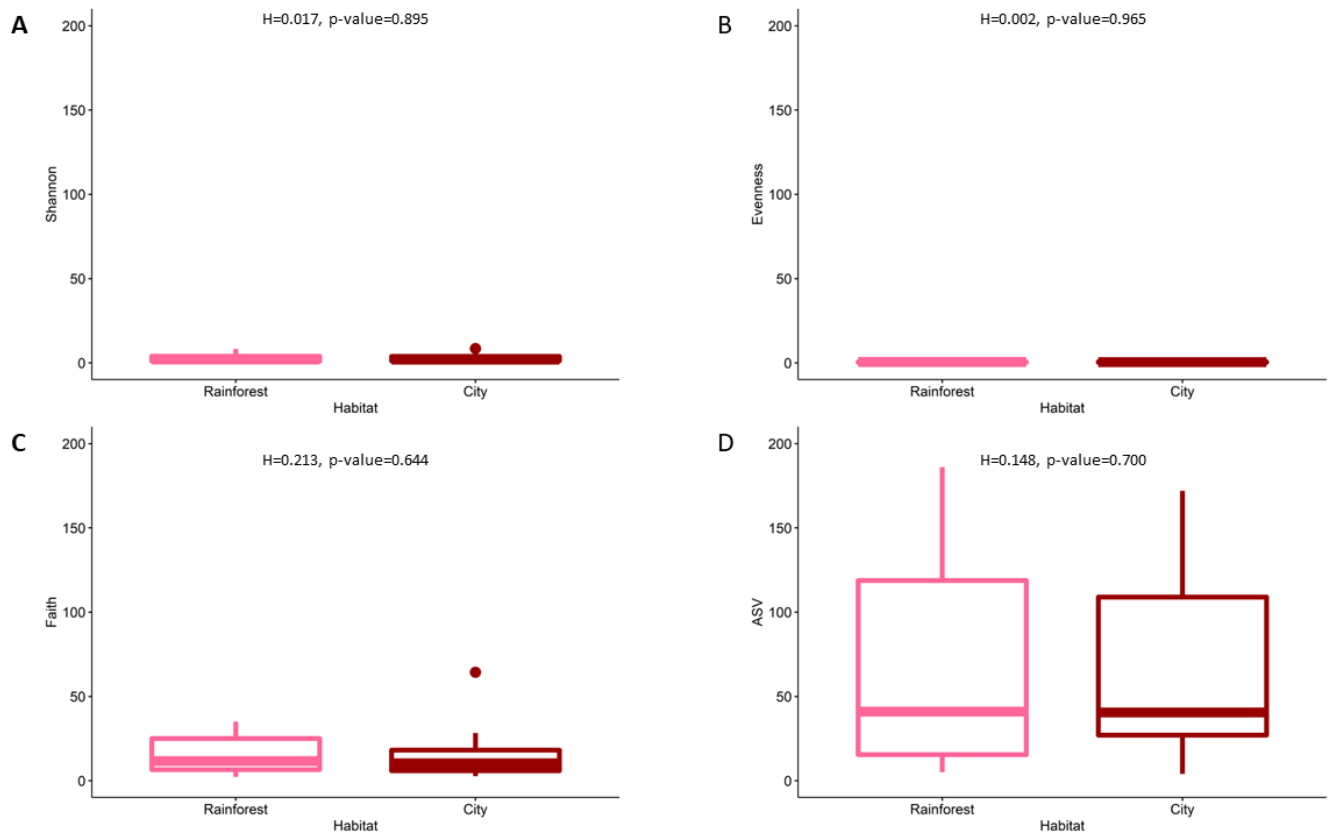 A
H=0.017, p-value=0.895
200
150
100
50
0
Shannon
Rainforest
City
Habitat
B
H=0.002, p-value=0.965
200
150
100
50
0
Evenness
Rainforest
City
Habitat
C
H=0.213, p-value=0.644
200
150
100
50
0
Faith
Rainforest
City
Habitat
D
H=0.148, p-value=0.700
200
150
100
50
0
ASV
Rainforest
City
Habitat